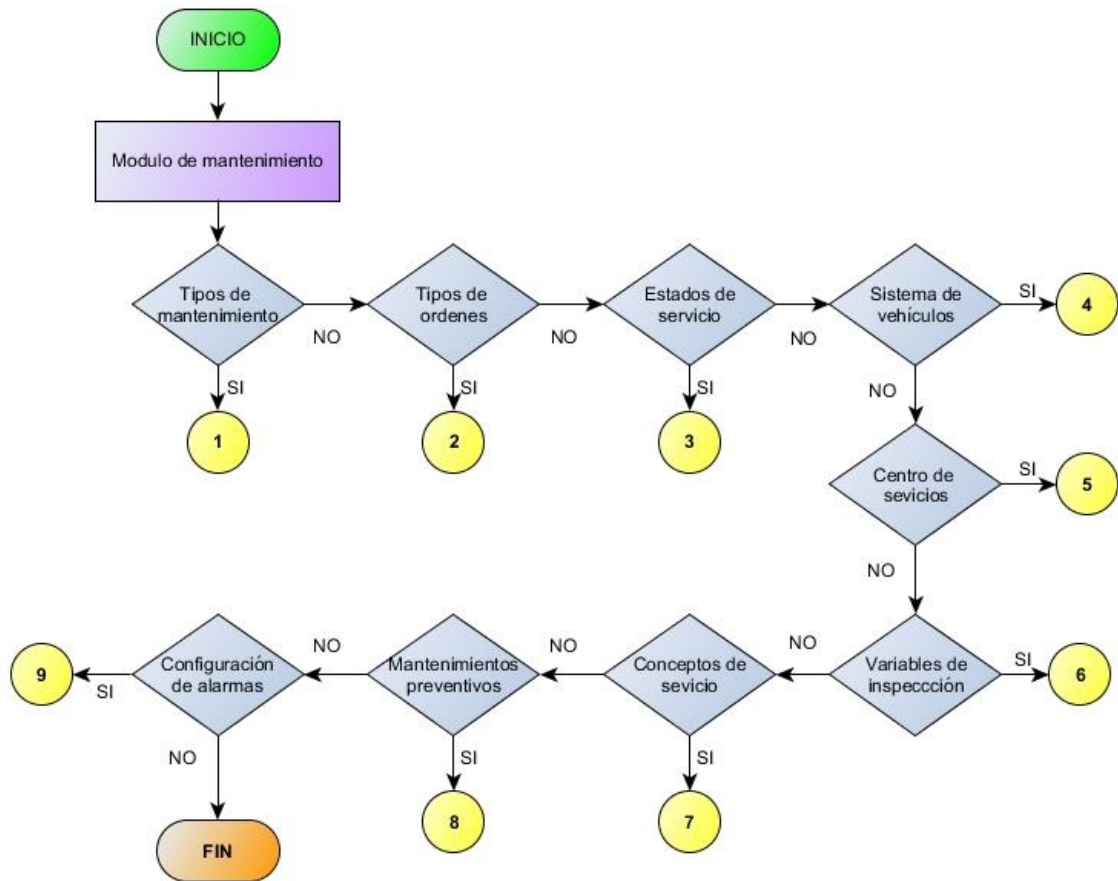 INICIO
Modulo de mantenimiento
Tipos de
mantenimiento
NO
SI
1
Tipos de
ordenes
NO
SI
2
Estados de
servicio
NO
SI
3
Sistema de
vehículos
SI
4
NO
Centro de
sevicios
SI
5
NO
Variables de
inspeccción
SI
6
NO
Conceptos de
sevicio
SI
7
NO
Mantenimientos
preventivos
SI
8
NO
Configuración
de alarmas
SI
9
NO
FIN